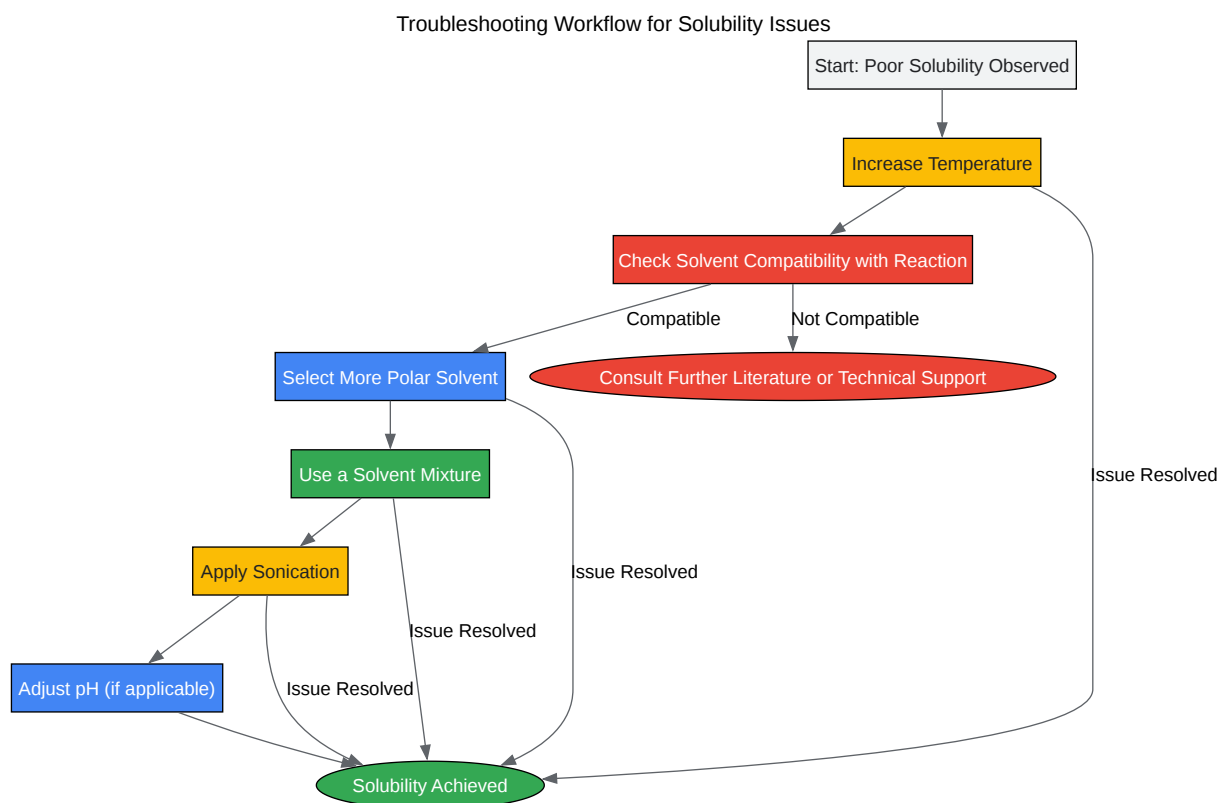 Troubleshooting Workflow for Solubility Issues
Start: Poor Solubility Observed
Increase Temperature
Check Solvent Compatibility with Reaction
Compatible
Not Compatible
Select More Polar Solvent
Consult Further Literature or Technical Support
Use a Solvent Mixture
Issue Resolved
Apply Sonication
Issue Resolved
Issue Resolved
Adjust pH (if applicable)
Issue Resolved
Solubility Achieved